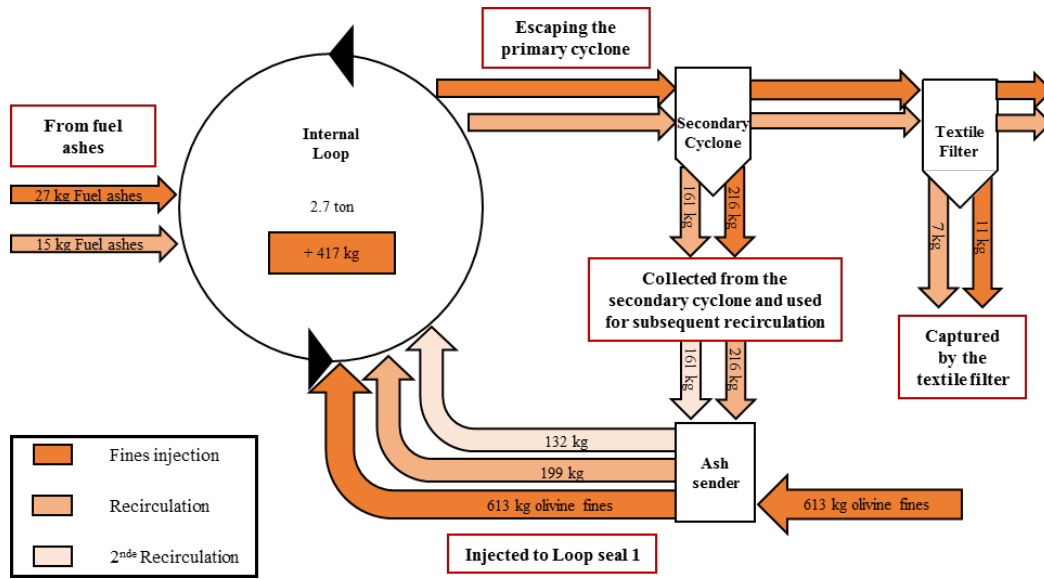 Escaping the
primary cyclone
From fuel
ashes
27 kg Fuel ashes
15 kg Fuel ashes
Internal
Loop
2.7 ton
+ 417 kg
Secondary
Cyclone
Textile
Filter
161 kg
216 kg
7 kg
11 kg
Collected from the
secondary cyclone and used
for subsequent recirculation
Captured
by the
textile filter
161 kg
216 kg
132 kg
199 kg
613 kg olivine fines
Ash
sender
613 kg olivine fines
Injected to Loop seal 1
Fines injection
Recirculation
2nde Recirculation